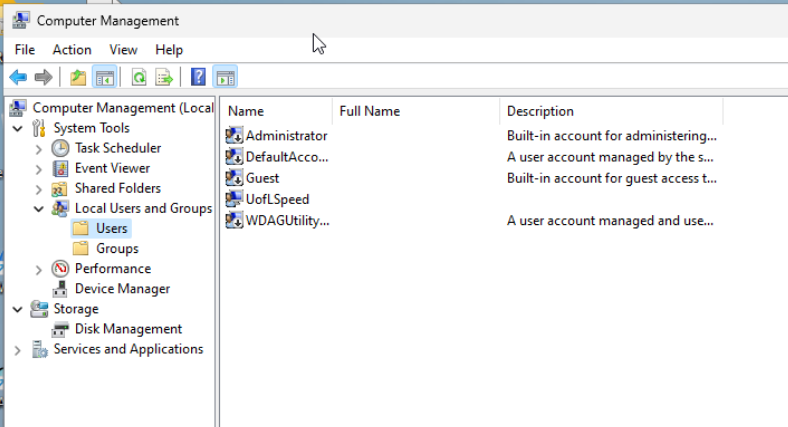 Computer Management
File Action View Help
Computer Management (Local
System Tools
Task Scheduler
Event Viewer
Shared Folders
Local Users and Groups
Users
Groups
Performance
Device Manager
Storage
Disk Management
Services and Applications
Name Full Name Description
Administrator Built-in account for administering...
DefaultAcco... A user account managed by the s...
Guest Built-in account for guest access t...
UofLSpeed
WDAGUtility... A user account managed and use...